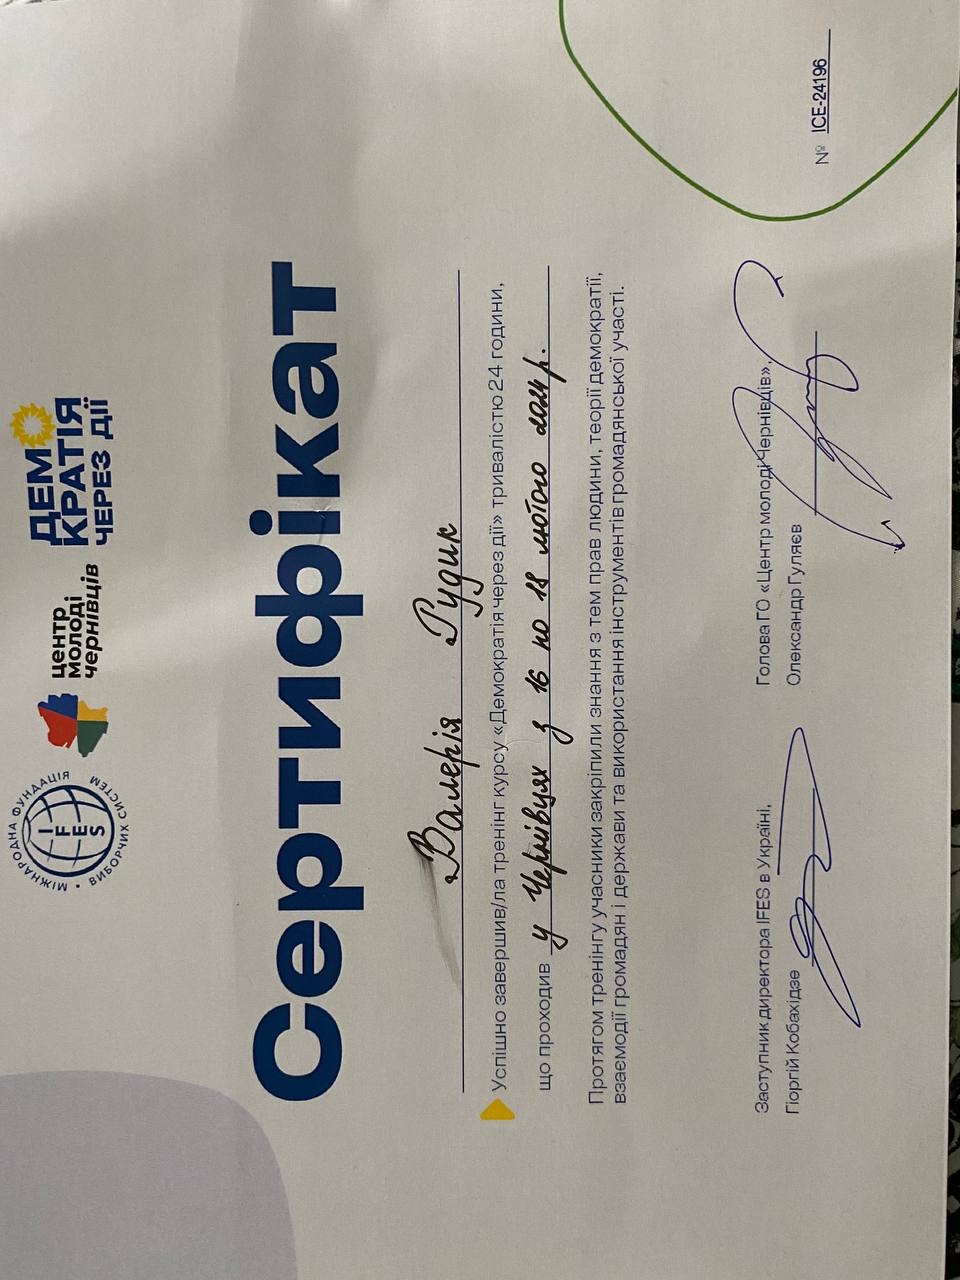 МІЖНАРОДНА ФУНДАЦІЯ
ВИБОРЧИХ СИСТЕМ
IFES
центр
молоді
чернівців
ДЕМОКРАТІЯ
ЧЕРЕЗ ДІЇ
Сертифікат
Валерія Рудик
Успішно завершив/ла тренінг курсу «Демократія через дії» тривалістю 24 години,
що проходив у Чернівцях з 16 по 18 лютого 2024 р.
Протягом тренінгу учасники закріпили знання з тем прав людини, теорії демократії,
взаємодії громадян і держави та використання інструментів громадянської участі.
Заступник директора IFES в Україні,
Гіоргій Кобахідзе
Голова ГО «Центр молоді Чернівців»,
Олександр Гуляєв
№ ICE-24196